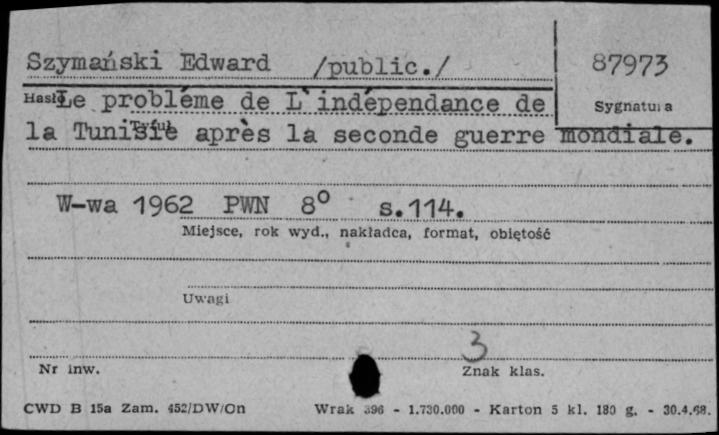 Szymański Edward /public./ 87973
Hasło Le probléme de L'indépendance de Sygnatura
la Tunisie après la seconde guerre mondiale.
Tytuł
W-wa 1962 PWN 8° s.114.
Miejsce, rok wyd., nakładca, format, obiętość
Uwagi
3
Nr inw. Znak klas.
CWD B 15a Zam. 452/DW/On Wrak 396 - 1.730.000 - Karton 5 kl. 180 g. - 30.4.68.